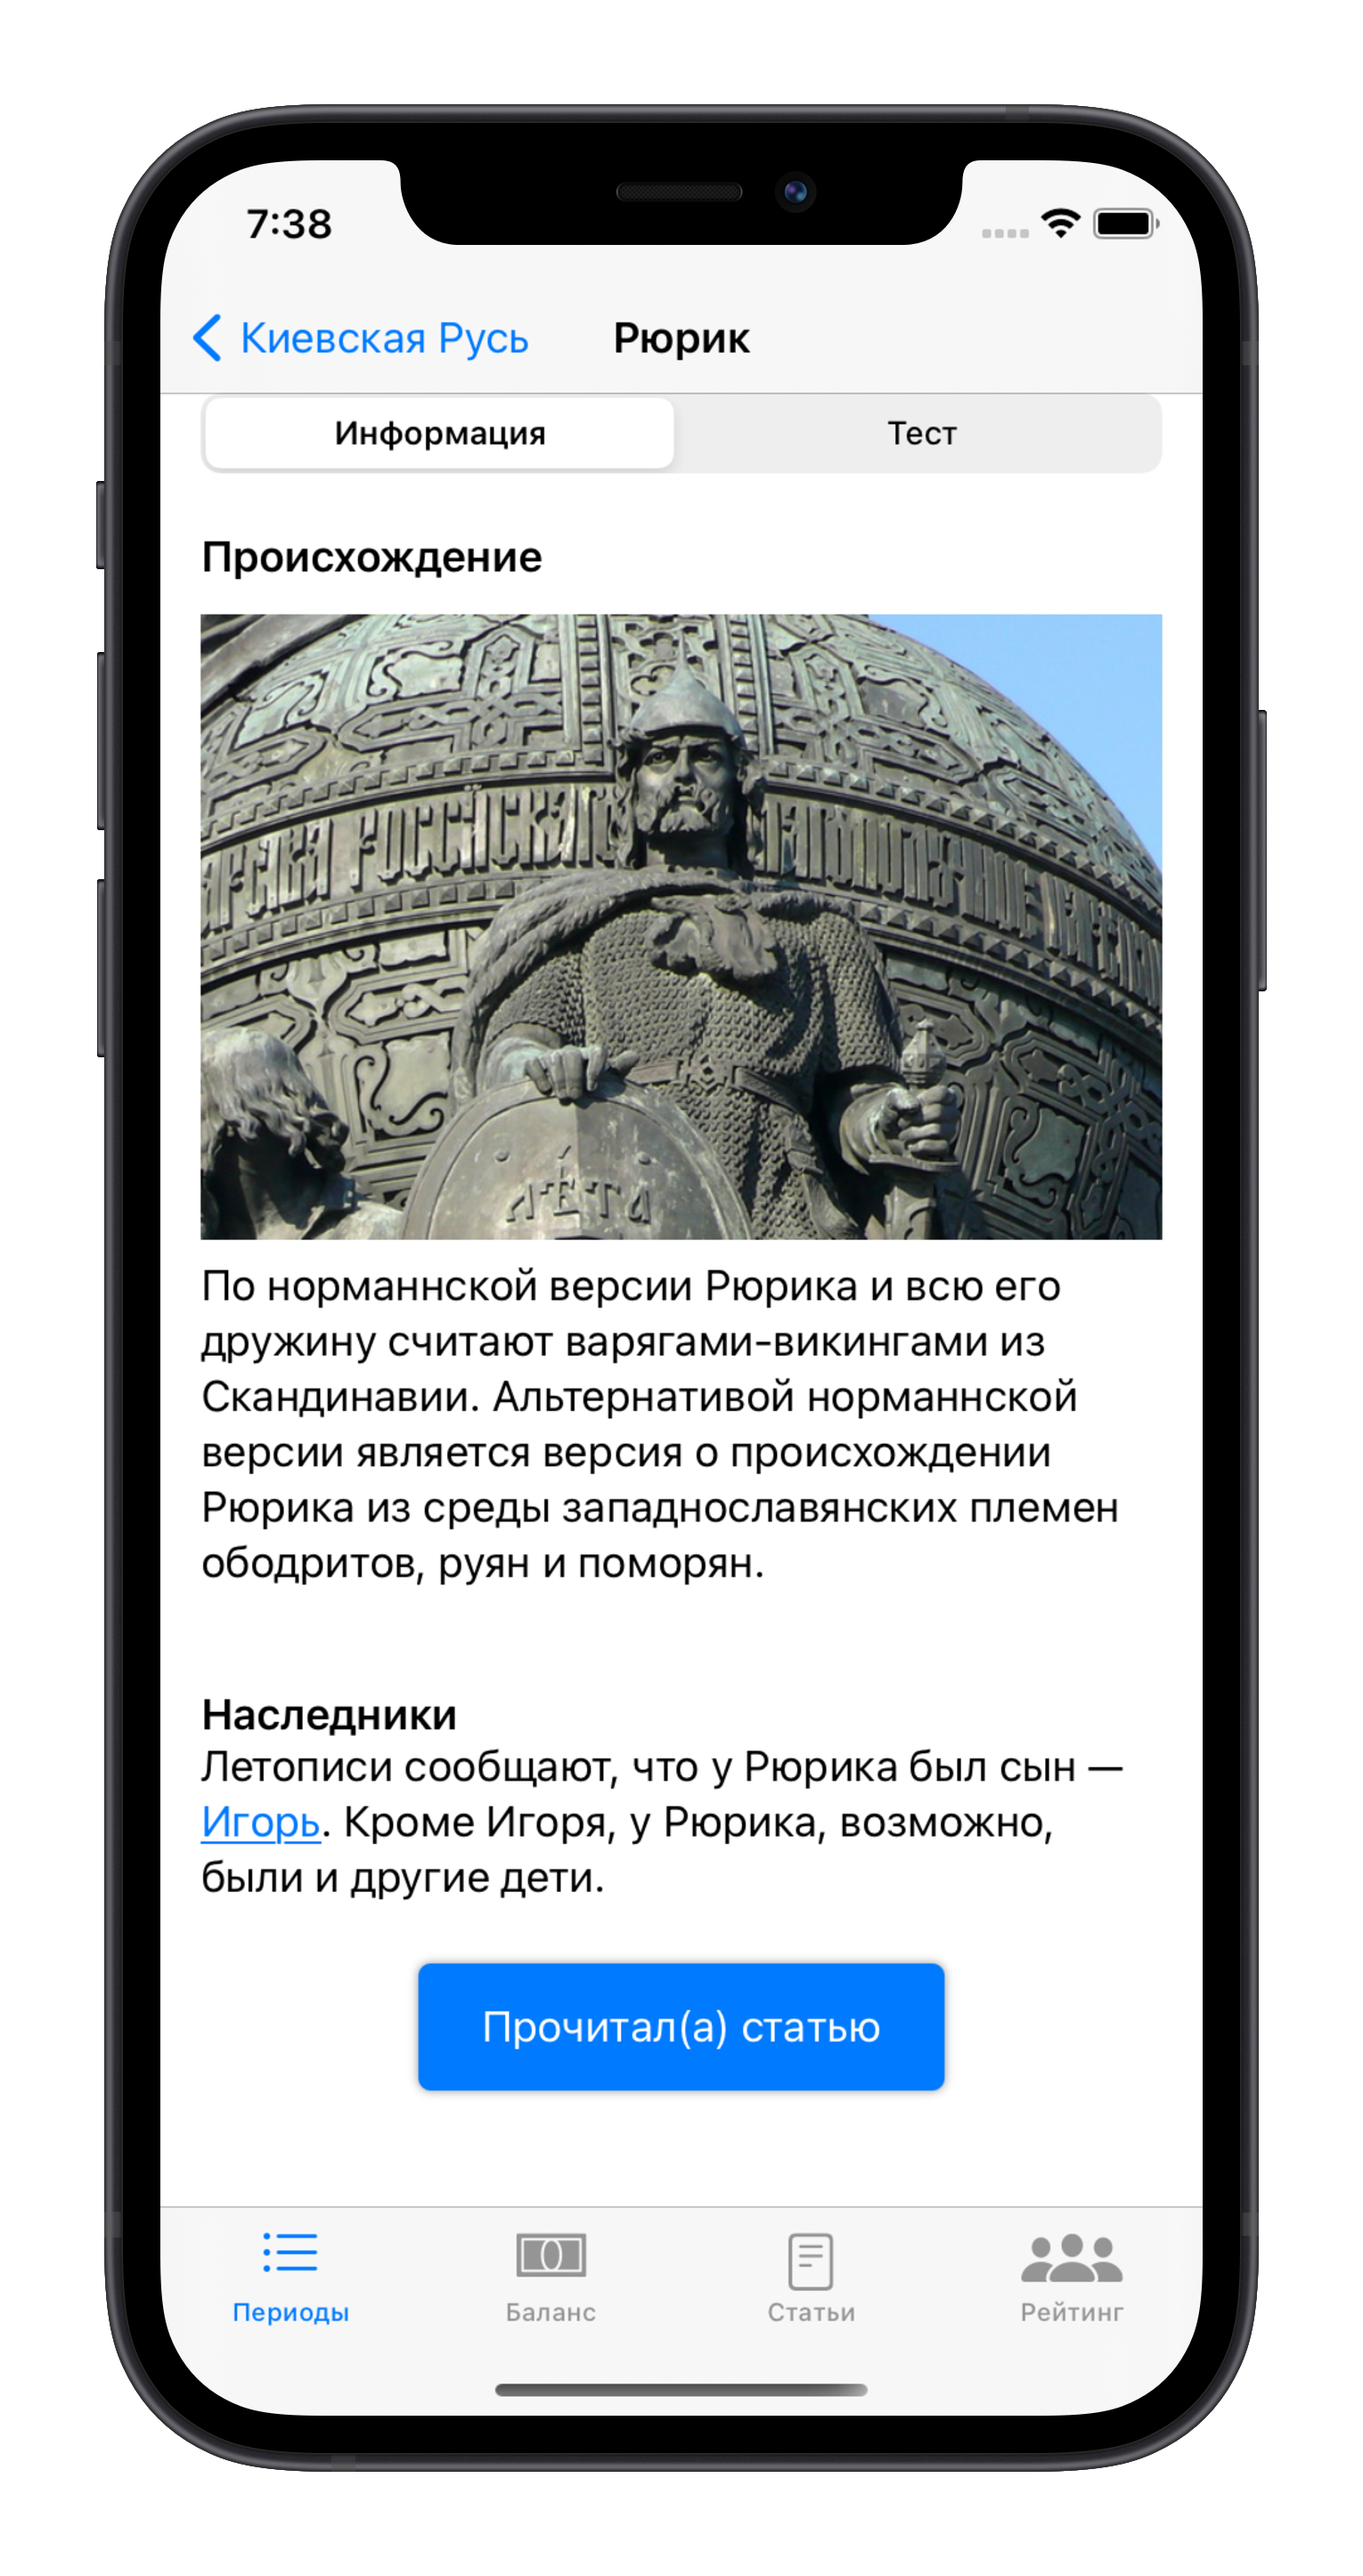 7:38
Киевская Русь
Рюрик
Информация
Тест
Происхождение
ЛѢТА
По норманнской версии Рюрика и всю его
дружину считают варягами-викингами из
Скандинавии. Альтернативой норманнской
версии является версия о происхождении
Рюрика из среды западнославянских племен
ободритов, руян и поморян.
Наследники
Летописи сообщают, что у Рюрика был сын —
Игорь. Кроме Игоря, у Рюрика, возможно,
были и другие дети.
Прочитал(а) статью
Периоды
Баланс
Статьи
Рейтинг